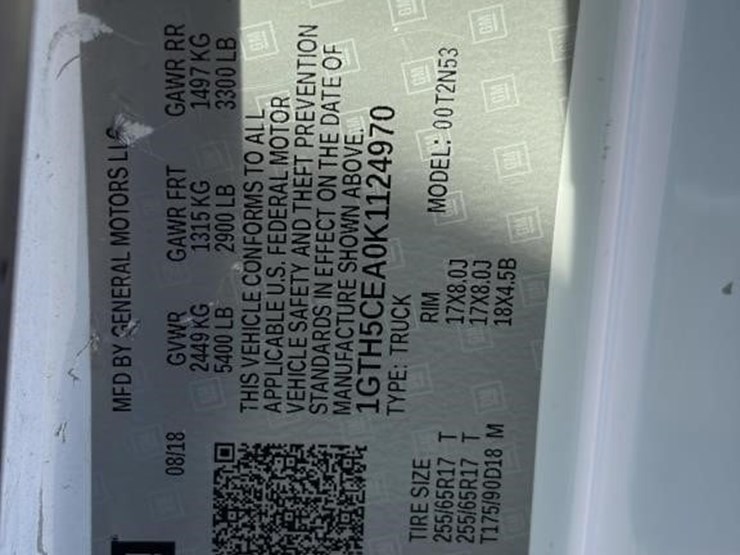 MFD BY GENERAL MOTORS LLC
08/18 GVWR GAWR FRT GAWR RR
2449 KG 1315 KG 1497 KG
5400 LB 2900 LB 3300 LB
THIS VEHICLE CONFORMS TO ALL
APPLICABLE U.S. FEDERAL MOTOR
VEHICLE SAFETY AND THEFT PREVENTION
STANDARDS IN EFFECT ON THE DATE OF
MANUFACTURE SHOWN ABOVE.
1GTH5CEA0K1124970
TYPE: TRUCK MODEL: 00T2N53
TIRE SIZE RIM
255/65R17 T 17X8.0J
255/65R17 T 17X8.0J
T175/90D18 M 18X4.5B